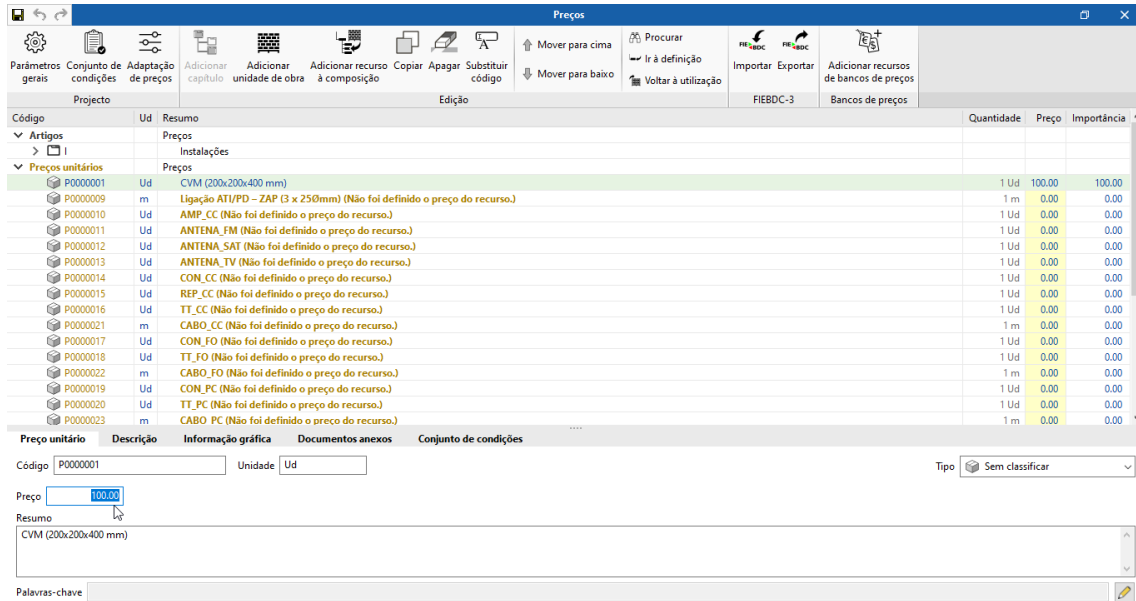 Preços
Parâmetros gerais
Conjunto de condições
Adaptação de preços
Adicionar capítulo
Adicionar unidade de obra
Adicionar recurso à composição
Copiar
Apagar
Substituir código
Mover para cima
Mover para baixo
Procurar
Ir à definição
Voltar à utilização
FIEBDC FIEBDC
Importar Exportar
Adicionar recursos de bancos de preços
Projecto Edição FIEBDC-3 Bancos de preços
Código Ud Resumo Quantidade Preço Importância
Artigos Preços
I Instalações
Preços unitários Preços
P0000001 Ud CVM (200x200x400 mm) 1 Ud 100.00 100.00
P0000009 m Ligação ATI/PD – ZAP (3 x 25Ømm) (Não foi definido o preço do recurso.) 1 m 0.00 0.00
P0000010 Ud AMP_CC (Não foi definido o preço do recurso.) 1 Ud 0.00 0.00
P0000011 Ud ANTENA_FM (Não foi definido o preço do recurso.) 1 Ud 0.00 0.00
P0000012 Ud ANTENA_SAT (Não foi definido o preço do recurso.) 1 Ud 0.00 0.00
P0000013 Ud ANTENA_TV (Não foi definido o preço do recurso.) 1 Ud 0.00 0.00
P0000014 Ud CON_CC (Não foi definido o preço do recurso.) 1 Ud 0.00 0.00
P0000015 Ud REP_CC (Não foi definido o preço do recurso.) 1 Ud 0.00 0.00
P0000016 Ud TT_CC (Não foi definido o preço do recurso.) 1 Ud 0.00 0.00
P0000021 m CABO_CC (Não foi definido o preço do recurso.) 1 m 0.00 0.00
P0000017 Ud CON_FO (Não foi definido o preço do recurso.) 1 Ud 0.00 0.00
P0000018 Ud TT_FO (Não foi definido o preço do recurso.) 1 Ud 0.00 0.00
P0000022 m CABO_FO (Não foi definido o preço do recurso.) 1 m 0.00 0.00
P0000019 Ud CON_PC (Não foi definido o preço do recurso.) 1 Ud 0.00 0.00
P0000020 Ud TT_PC (Não foi definido o preço do recurso.) 1 Ud 0.00 0.00
P0000023 m CABO_PC (Não foi definido o preço do recurso.) 1 m 0.00 0.00
Preço unitário Descrição Informação gráfica Documentos anexos Conjunto de condições
Código P0000001 Unidade Ud Tipo Sem classificar
Preço 100.00
Resumo
CVM (200x200x400 mm)
Palavras-chave